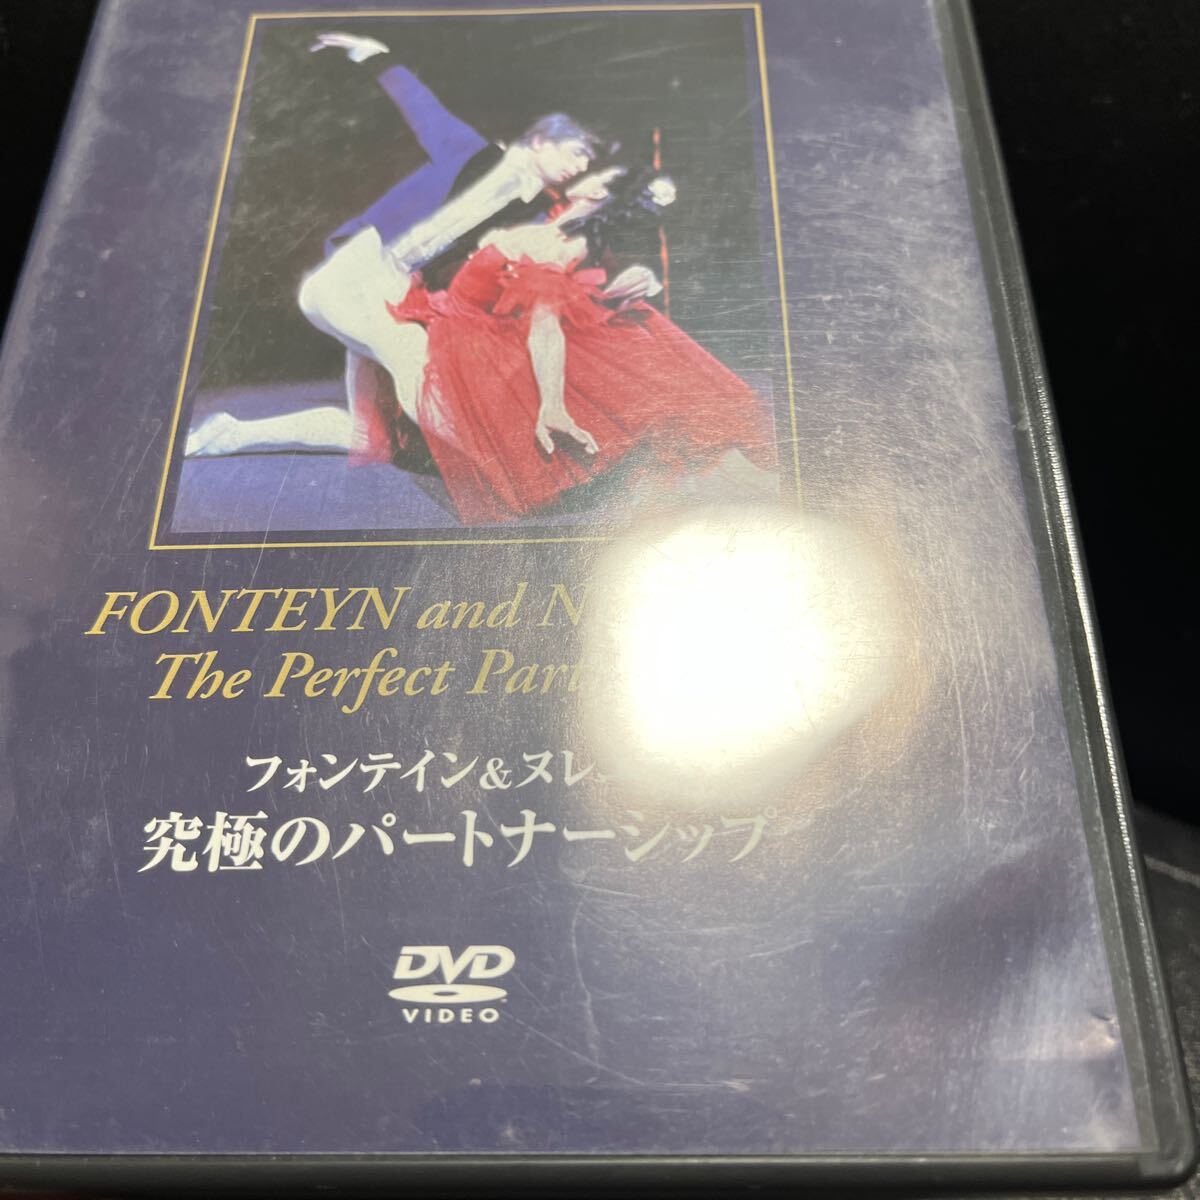 FONTEYN and
The Perfect
フォンテイン&ヌレ
究極のパートナーシップ
DVD
VIDEO